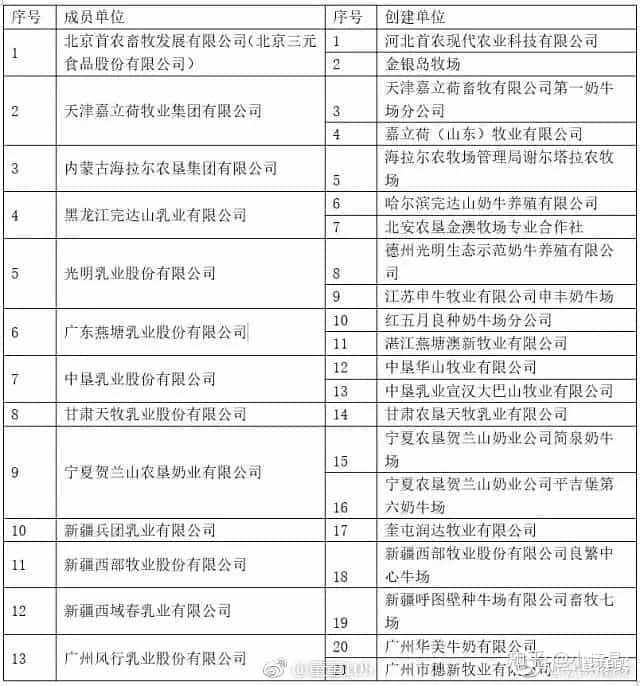 序号 成员单位 序号 创建单位
1 北京首农畜牧发展有限公司（北京三元食品股份有限公司） 1 河北首农现代农业科技有限公司
2 金银岛牧场
2 天津嘉立荷牧业集团有限公司 3 天津嘉立荷畜牧有限公司第一奶牛场分公司
4 嘉立荷（山东）牧业有限公司
3 内蒙古海拉尔农垦集团有限公司 5 海拉尔农牧场管理局谢尔塔拉农牧场
4 黑龙江完达山乳业有限公司 6 哈尔滨完达山奶牛养殖有限公司
7 北安农垦金澳牧场专业合作社
5 光明乳业股份有限公司 8 德州光明生态示范奶牛养殖有限公司
9 江苏申牛牧业有限公司申丰奶牛场
6 广东燕塘乳业股份有限公司 10 红五月良种奶牛场分公司
11 湛江燕塘澳新牧业有限公司
7 中垦乳业股份有限公司 12 中垦华山牧业有限公司
13 中垦乳业宣汉大巴山牧业有限公司
8 甘肃天牧乳业股份有限公司 14 甘肃农垦天牧乳业有限公司
9 宁夏贺兰山农垦奶业有限公司 15 宁夏农垦贺兰山奶业公司简泉奶牛场
16 宁夏农垦贺兰山奶业公司平吉堡第六奶牛场
10 新疆兵团乳业有限公司 17 奎屯润达牧业有限公司
11 新疆西部牧业股份有限公司 18 新疆西部牧业股份有限公司良繁中心牛场
12 新疆西域春乳业有限公司 19 新疆呼图壁种牛场有限公司畜牧七场
13 广州风行乳业股份有限公司 20 广州华美牛奶有限公司
广州市穗新牧业有限公司